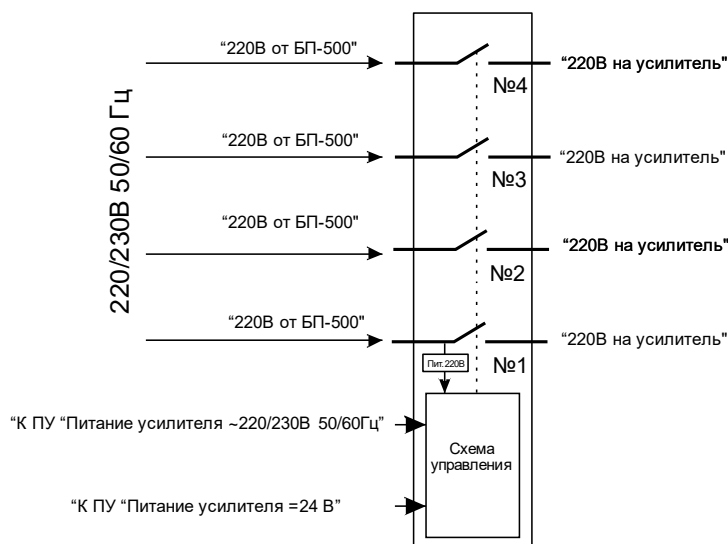 “220В от БП-500"
“220В на усилитель"
№4
“220В от БП-500"
“220В на усилитель"
№3
“220В от БП-500"
“220В на усилитель"
№2
“220В от БП-500"
“220В на усилитель"
№1
220/230В 50/60 Гц
Пит.220В
“К ПУ “Питание усилителя ~220/230В 50/60Гц”
Схема
управления
“К ПУ “Питание усилителя =24 В”